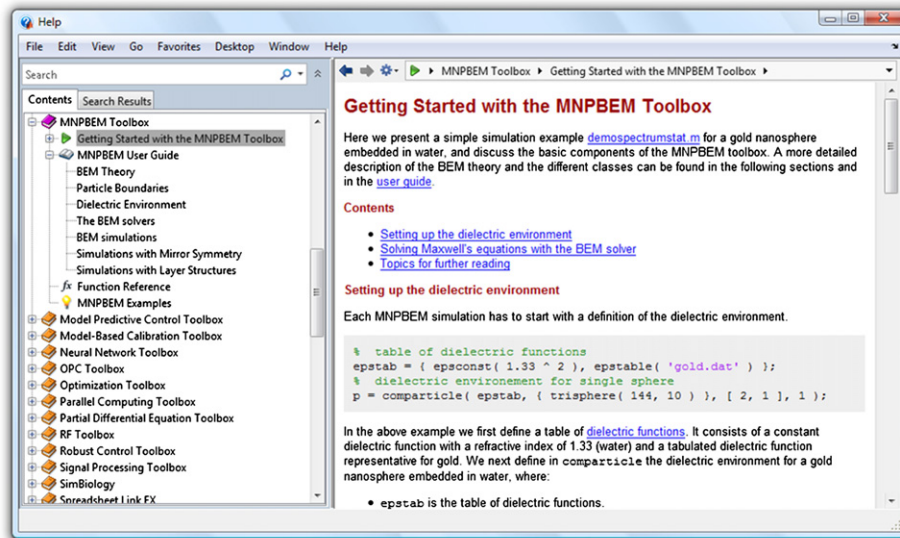 Help
File Edit View Go Favorites Desktop Window Help
Search
Contents Search Results
MNPBEM Toolbox
Getting Started with the MNPBEM Toolbox
MNPBEM User Guide
BEM Theory
Particle Boundaries
Dielectric Environment
The BEM solvers
BEM simulations
Simulations with Mirror Symmetry
Simulations with Layer Structures
fx Function Reference
MNPBEM Examples
Model Predictive Control Toolbox
Model-Based Calibration Toolbox
Neural Network Toolbox
OPC Toolbox
Optimization Toolbox
Parallel Computing Toolbox
Partial Differential Equation Toolbox
RF Toolbox
Robust Control Toolbox
Signal Processing Toolbox
SimBiology
Spreadsheet Link EX
MNPBEM Toolbox Getting Started with the MNPBEM Toolbox
Getting Started with the MNPBEM Toolbox
Here we present a simple simulation example demospectrumstat.m for a gold nanosphere
embedded in water, and discuss the basic components of the MNPBEM toolbox. A more detailed
description of the BEM theory and the different classes can be found in the following sections and
in the user guide.
Contents
• Setting up the dielectric environment
• Solving Maxwell's equations with the BEM solver
• Topics for further reading
Setting up the dielectric environment
Each MNPBEM simulation has to start with a definition of the dielectric environment.
% table of dielectric functions
epstab = { epsconst( 1.33 ^ 2 ), epstable( 'gold.dat' ) };
% dielectric environement for single sphere
p = comparticle( epstab, { trisphere( 144, 10 ) }, [ 2, 1 ], 1 );
In the above example we first define a table of dielectric functions. It consists of a constant
dielectric function with a refractive index of 1.33 (water) and a tabulated dielectric function
representative for gold. We next define in comparticle the dielectric environment for a gold
nanosphere embedded in water, where:
• epstab is the table of dielectric functions.